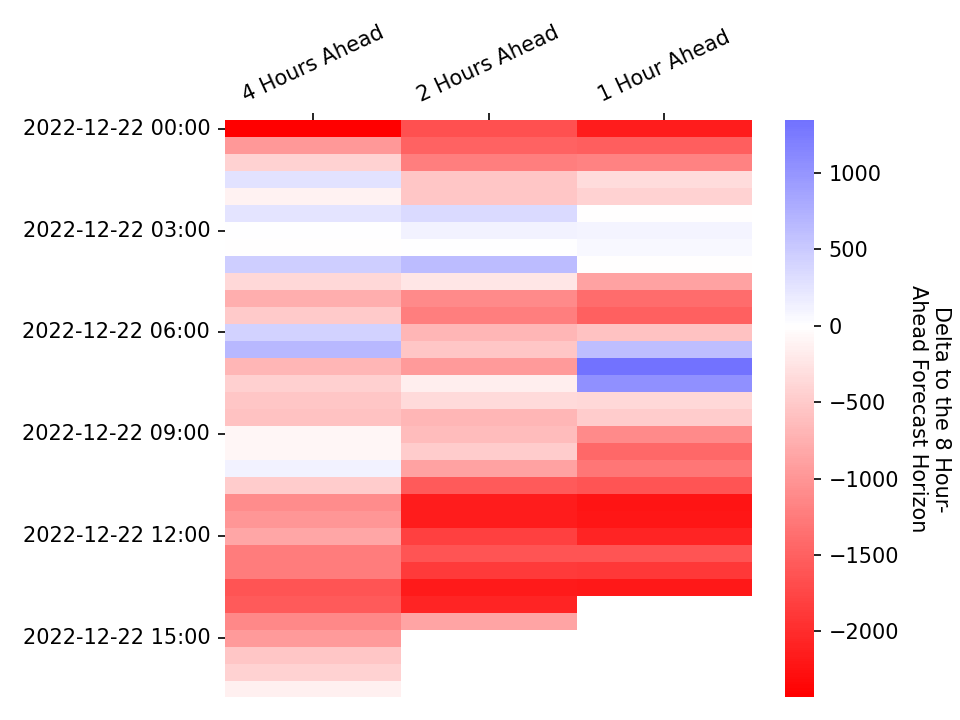 4 Hours Ahead
2 Hours Ahead
1 Hour Ahead
2022-12-22 00:00
2022-12-22 03:00
2022-12-22 06:00
2022-12-22 09:00
2022-12-22 12:00
2022-12-22 15:00
1000
500
0
−500
−1000
−1500
−2000
Delta to the 8 Hour-
Ahead Forecast Horizon